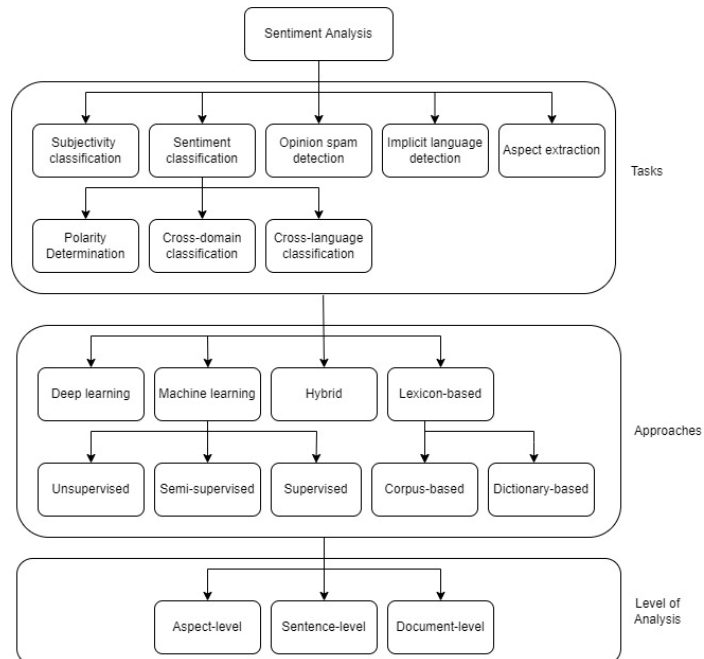 Sentiment Analysis
Subjectivity
classification
Sentiment
classification
Opinion spam
detection
Implicit language
detection
Aspect extraction
Tasks
Polarity
Determination
Cross-domain
classification
Cross-language
classification
Deep learning
Machine learning
Hybrid
Lexicon-based
Approaches
Unsupervised
Semi-supervised
Supervised
Corpus-based
Dictionary-based
Level of
Analysis
Aspect-level
Sentence-level
Document-level